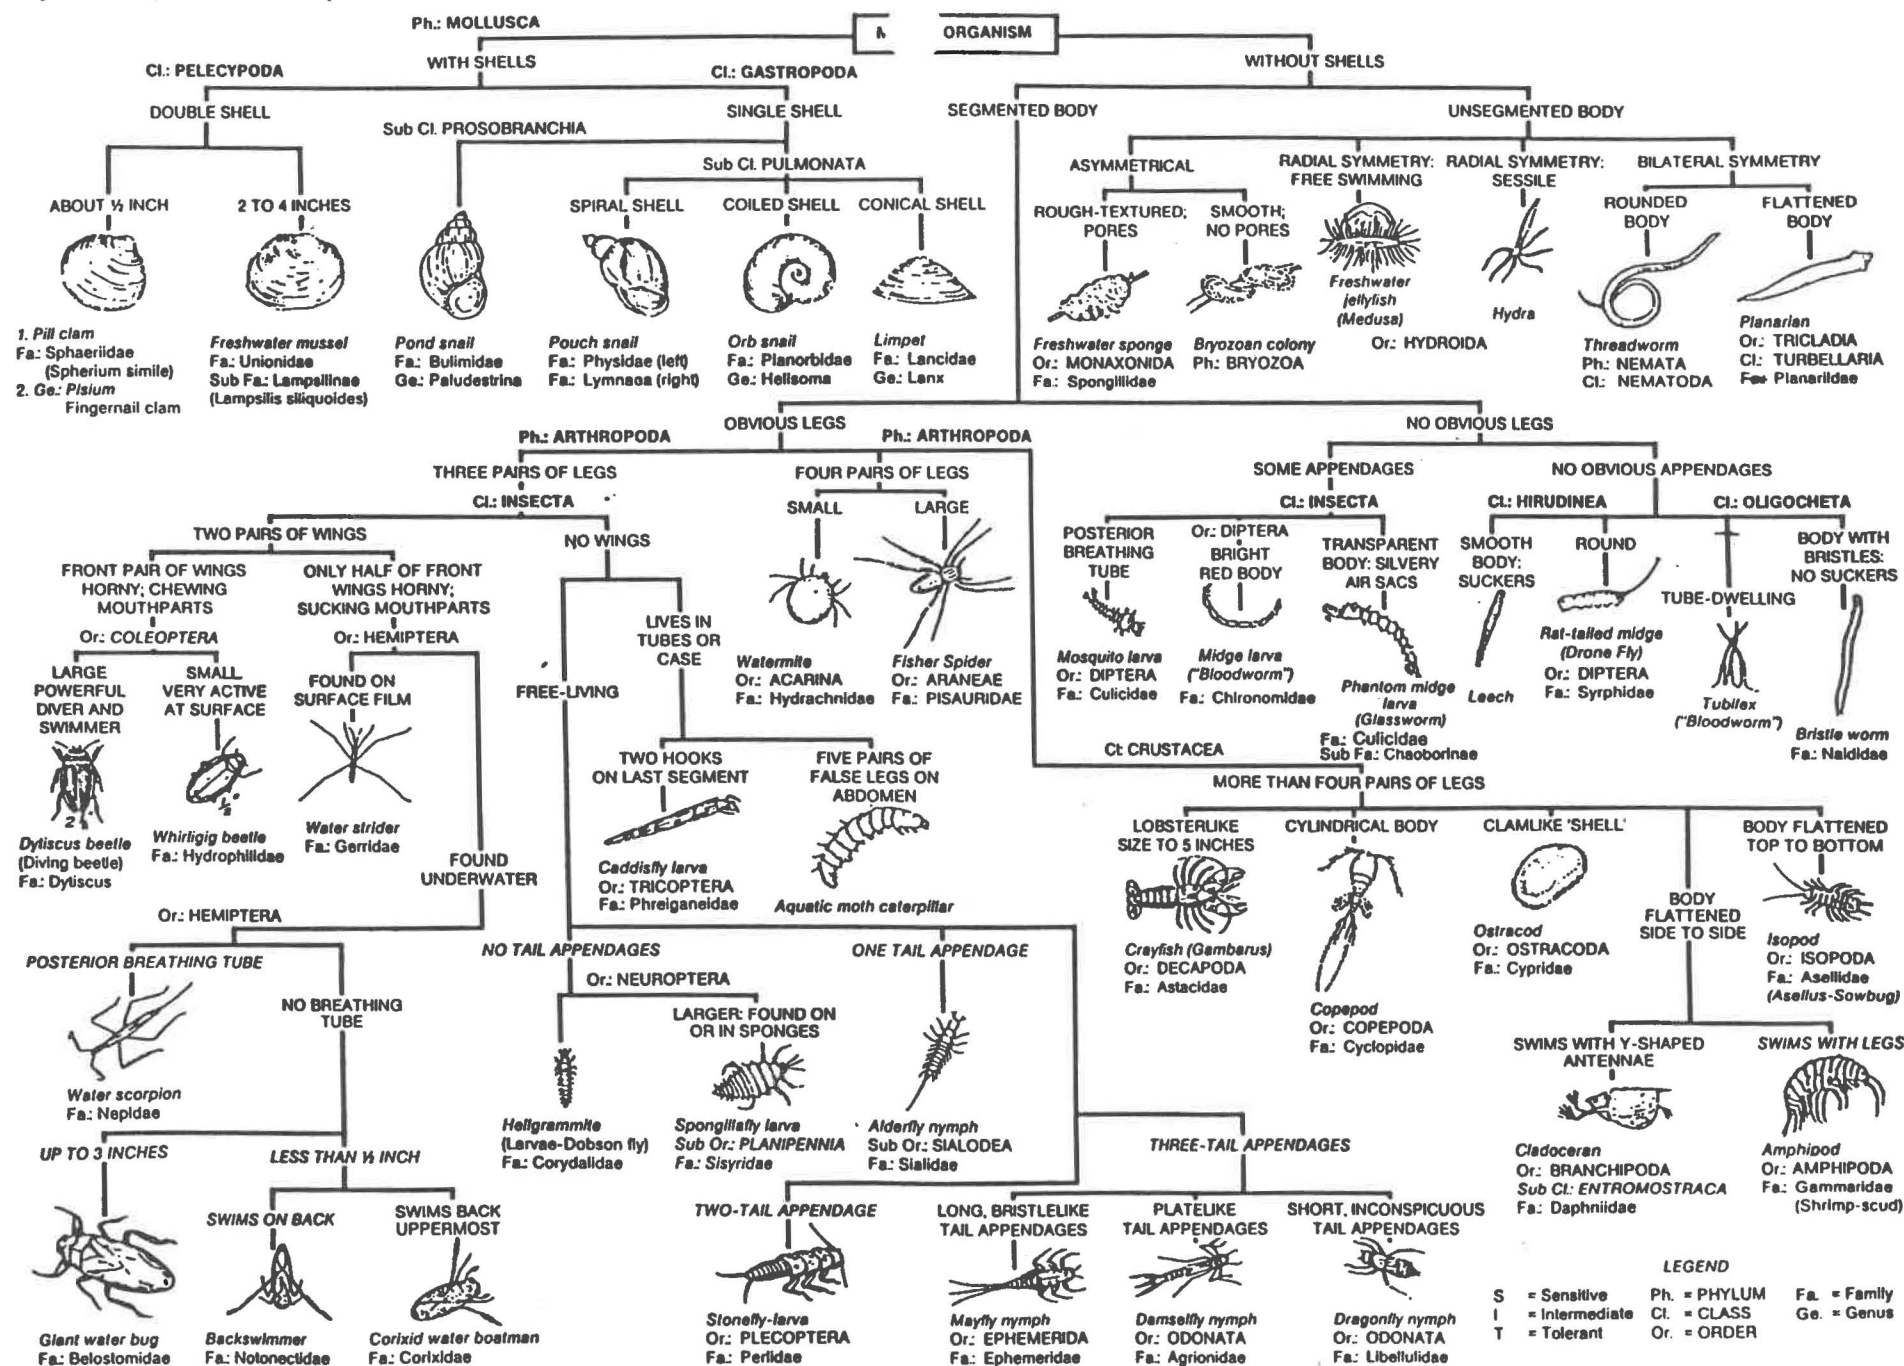 Ph.: MOLLUSCA
ORGANISM
WITH SHELLS
WITHOUT SHELLS
Cl.: PELECYPODA
Cl.: GASTROPODA
DOUBLE SHELL
SINGLE SHELL
SEGMENTED BODY
UNSEGMENTED BODY
Sub Cl. PROSOBRANCHIA
Sub Cl. PULMONATA
ASYMMETRICAL
RADIAL SYMMETRY:
FREE SWIMMING
RADIAL SYMMETRY:
SESSILE
BILATERAL SYMMETRY
ABOUT ½ INCH
2 TO 4 INCHES
SPIRAL SHELL
COILED SHELL
CONICAL SHELL
ROUGH-TEXTURED;
PORES
SMOOTH;
NO PORES
ROUNDED
BODY
FLATTENED
BODY
1. Pill clam
Fa.: Sphaeriidae
(Spherium simile)
2. Ge.: Pisium
Fingernail clam
Freshwater mussel
Fa.: Unionidae
Sub Fa.: Lampsilinae
(Lampsilis siliquoides)
Pond snail
Fa.: Bulimidae
Ge.: Paludestrina
Pouch snail
Fa.: Physidae (left)
Fa.: Lymnaea (right)
Orb snail
Fa.: Planorbidae
Ge.: Helisoma
Limpet
Fa.: Lancidae
Ge.: Lanx
Freshwater sponge
Or.: MONAXONIDA
Fa.: Spongillidae
Bryozoan colony
Ph.: BRYOZOA
Freshwater
jellyfish
(Medusa)
Hydra
Or.: HYDROIDA
Threadworm
Ph.: NEMATA
Cl.: NEMATODA
Planarian
Or.: TRICLADIA
Cl.: TURBELLARIA
Planariidae
OBVIOUS LEGS
NO OBVIOUS LEGS
Ph.: ARTHROPODA
Ph.: ARTHROPODA
THREE PAIRS OF LEGS
FOUR PAIRS OF LEGS
SOME APPENDAGES
NO OBVIOUS APPENDAGES
Cl.: INSECTA
SMALL
LARGE
Cl.: INSECTA
Cl.: HIRUDINEA
Cl.: OLIGOCHETA
TWO PAIRS OF WINGS
NO WINGS
POSTERIOR
BREATHING
TUBE
Or.: DIPTERA
BRIGHT
RED BODY
TRANSPARENT
BODY: SILVERY
AIR SACS
SMOOTH
BODY:
SUCKERS
ROUND
TUBE-DWELLING
BODY WITH
BRISTLES:
NO SUCKERS
FRONT PAIR OF WINGS
HORNY; CHEWING
MOUTHPARTS
Or.: COLEOPTERA
ONLY HALF OF FRONT
WINGS HORNY;
SUCKING MOUTHPARTS
Or.: HEMIPTERA
LIVES IN
TUBES OR
CASE
FREE-LIVING
Watermite
Or.: ACARINA
Fa.: Hydrachnidae
Fisher Spider
Or.: ARANEAE
Fa.: PISAURIDAE
Mosquito larva
Or.: DIPTERA
Fa.: Culicidae
Midge larva
("Bloodworm")
Fa.: Chironomidae
Phantom midge
larva
(Glassworm)
Fa.: Culicidae
Sub Fa.: Chaoborinae
Leech
Rat-tailed midge
(Drone Fly)
Or.: DIPTERA
Fa.: Syrphidae
Tubifex
("Bloodworm")
Bristle worm
Fa.: Naididae
LARGE
POWERFUL
DIVER AND
SWIMMER
SMALL
VERY ACTIVE
AT SURFACE
FOUND ON
SURFACE FILM
2
½"
Dytiscus beetle
(Diving beetle)
Fa.: Dytiscus
Whirligig beetle
Fa.: Hydrophilidae
Water strider
Fa.: Gerridae
FOUND
UNDERWATER
TWO HOOKS
ON LAST SEGMENT
FIVE PAIRS OF
FALSE LEGS ON
ABDOMEN
Caddisfly larva
Or.: TRICOPTERA
Fa.: Phreiganeidae
Aquatic moth caterpillar
Cl: CRUSTACEA
MORE THAN FOUR PAIRS OF LEGS
LOBSTERLIKE
SIZE TO 5 INCHES
CYLINDRICAL BODY
CLAMLIKE 'SHELL'
BODY
FLATTENED
SIDE TO SIDE
BODY FLATTENED
TOP TO BOTTOM
Crayfish (Gambarus)
Or.: DECAPODA
Fa.: Astacidae
Copepod
Or.: COPEPODA
Fa.: Cyclopidae
Ostracod
Or.: OSTRACODA
Fa.: Cypridae
Isopod
Or.: ISOPODA
Fa.: Asellidae
(Asellus-Sowbug)
SWIMS WITH Y-SHAPED
ANTENNAE
SWIMS WITH LEGS
Cladoceran
Or.: BRANCHIPODA
Sub Cl.: ENTROMOSTRACA
Fa.: Daphniidae
Amphipod
Or.: AMPHIPODA
Fa.: Gammaridae
(Shrimp-scud)
Or.: HEMIPTERA
POSTERIOR BREATHING TUBE
NO BREATHING
TUBE
Water scorpion
Fa.: Nepidae
UP TO 3 INCHES
LESS THAN ½ INCH
SWIMS ON BACK
SWIMS BACK
UPPERMOST
Giant water bug
Fa.: Belostomidae
Backswimmer
Fa.: Notonectidae
Corixid water boatman
Fa.: Corixidae
NO TAIL APPENDAGES
ONE TAIL APPENDAGE
Or.: NEUROPTERA
LARGER: FOUND ON
OR IN SPONGES
Hellgrammite
(Larvae-Dobson fly)
Fa.: Corydalidae
Spongillafly larva
Sub Or.: PLANIPENNIA
Fa.: Sisyridae
Alderfly nymph
Sub Or.: SIALODEA
Fa.: Sialidae
THREE-TAIL APPENDAGES
TWO-TAIL APPENDAGE
LONG, BRISTLELIKE
TAIL APPENDAGES
PLATELIKE
TAIL APPENDAGES
SHORT, INCONSPICUOUS
TAIL APPENDAGES
Stonefly-larva
Or.: PLECOPTERA
Fa.: Perlidae
Mayfly nymph
Or.: EPHEMERIDA
Fa.: Ephemeridae
Damselfly nymph
Or.: ODONATA
Fa.: Agrionidae
Dragonfly nymph
Or.: ODONATA
Fa.: Libellulidae
LEGEND
S = Sensitive Ph. = PHYLUM Fa. = Family
I = Intermediate Cl. = CLASS Ge. = Genus
T = Tolerant Or. = ORDER